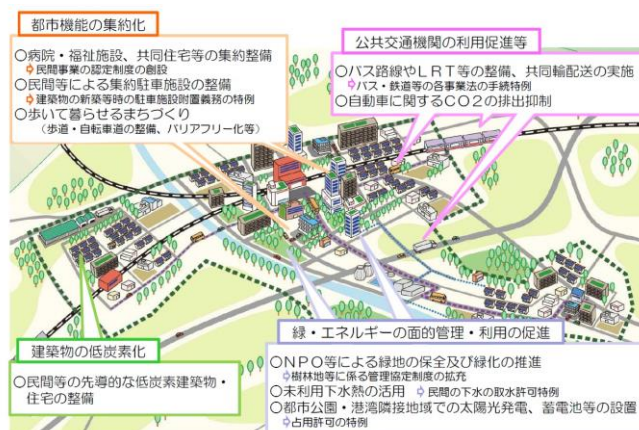 都市機能の集約化
○病院・福祉施設、共同住宅等の集約整備
⇨民間事業の認定制度の創設
○民間等による集約駐車施設の整備
⇨建築物の新築等時の駐車施設附置義務の特例
○歩いて暮らせるまちづくり
（歩道・自転車道の整備、バリアフリー化等）
公共交通機関の利用促進等
○バス路線やＬＲＴ等の整備、共同輸配送の実施
⇨バス・鉄道等の各事業法の手続特例
○自動車に関するＣＯ２の排出抑制
建築物の低炭素化
○民間等の先導的な低炭素建築物・
住宅の整備
緑・エネルギーの面的管理・利用の促進
○ＮＰＯ等による緑地の保全及び緑化の推進
⇨樹林地等に係る管理協定制度の拡充
○未利用下水熱の活用 ⇨民間の下水の取水許可特例
○都市公園・港湾隣接地域での太陽光発電、蓄電池等の設置
⇨占用許可の特例